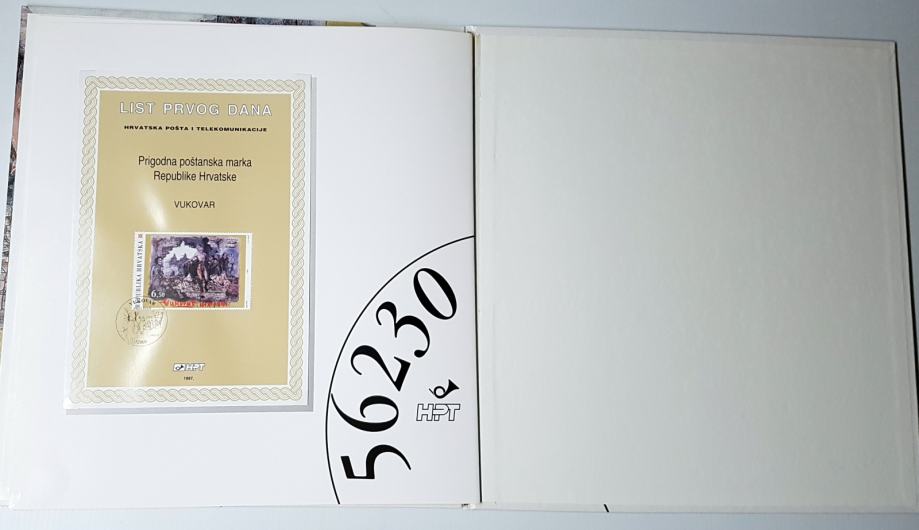 LIST PRVOG DANA
HRVATSKA POŠTA I TELEKOMUNIKACIJE
Prigodna poštanska marka
Republike Hrvatske
VUKOVAR
REPUBLIKA HRVATSKA
6,50
VUKOVAR
HPT
1997.
56230
HPT